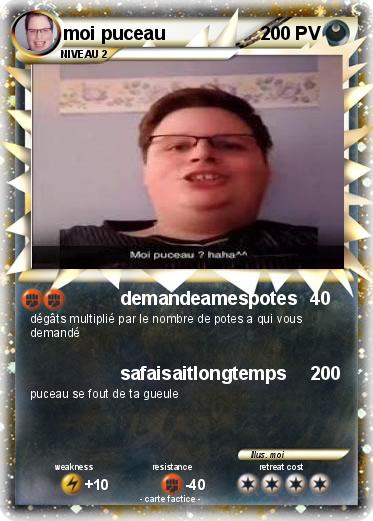 moi puceau 200 PV
NIVEAU 2
Moi puceau ? haha^^
demandeamespotes 40
dégâts multiplié par le nombre de potes a qui vous
demandé
safaisaitlongtemps 200
puceau se fout de ta gueule
Illus. moi
weakness resistance retreat cost
+10 -40
- carte factice -